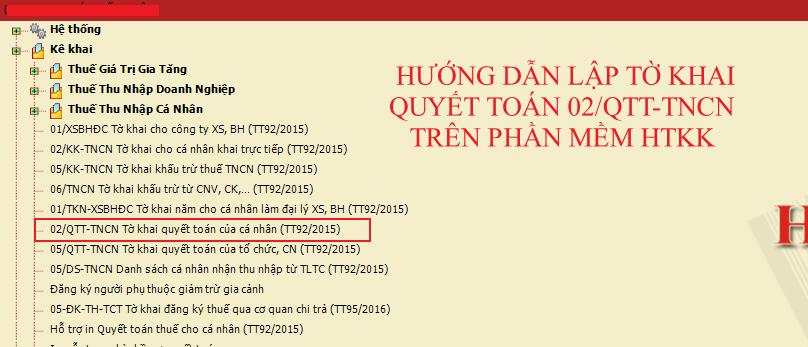 Hệ thống
Kê khai
Thuế Giá Trị Gia Tăng
Thuế Thu Nhập Doanh Nghiệp
Thuế Thu Nhập Cá Nhân
01/XSBHĐC Tờ khai cho công ty XS, BH (TT92/2015)
02/KK-TNCN Tờ khai cho cá nhân khai trực tiếp (TT92/2015)
05/KK-TNCN Tờ khai khấu trừ thuế TNCN (TT92/2015)
06/TNCN Tờ khai khấu trừ từ CNV, CK,... (TT92/2015)
01/TKN-XSBHĐC Tờ khai năm cho cá nhân làm đại lý XS, BH (TT92/2015)
02/QTT-TNCN Tờ khai quyết toán của cá nhân (TT92/2015)
05/QTT-TNCN Tờ khai quyết toán của tổ chức, CN (TT92/2015)
05/DS-TNCN Danh sách cá nhân nhận thu nhập từ TLTC (TT92/2015)
Đăng ký người phụ thuộc giảm trừ gia cảnh
05-ĐK-TH-TCT Tờ khai đăng ký thuế qua cơ quan chi trả (TT95/2016)
Hỗ trợ in Quyết toán thuế cho cá nhân (TT92/2015)
HƯỚNG DẪN LẬP TỜ KHAI
QUYẾT TOÁN 02/QTT-TNCN
TRÊN PHẦN MỀM HTKK
H